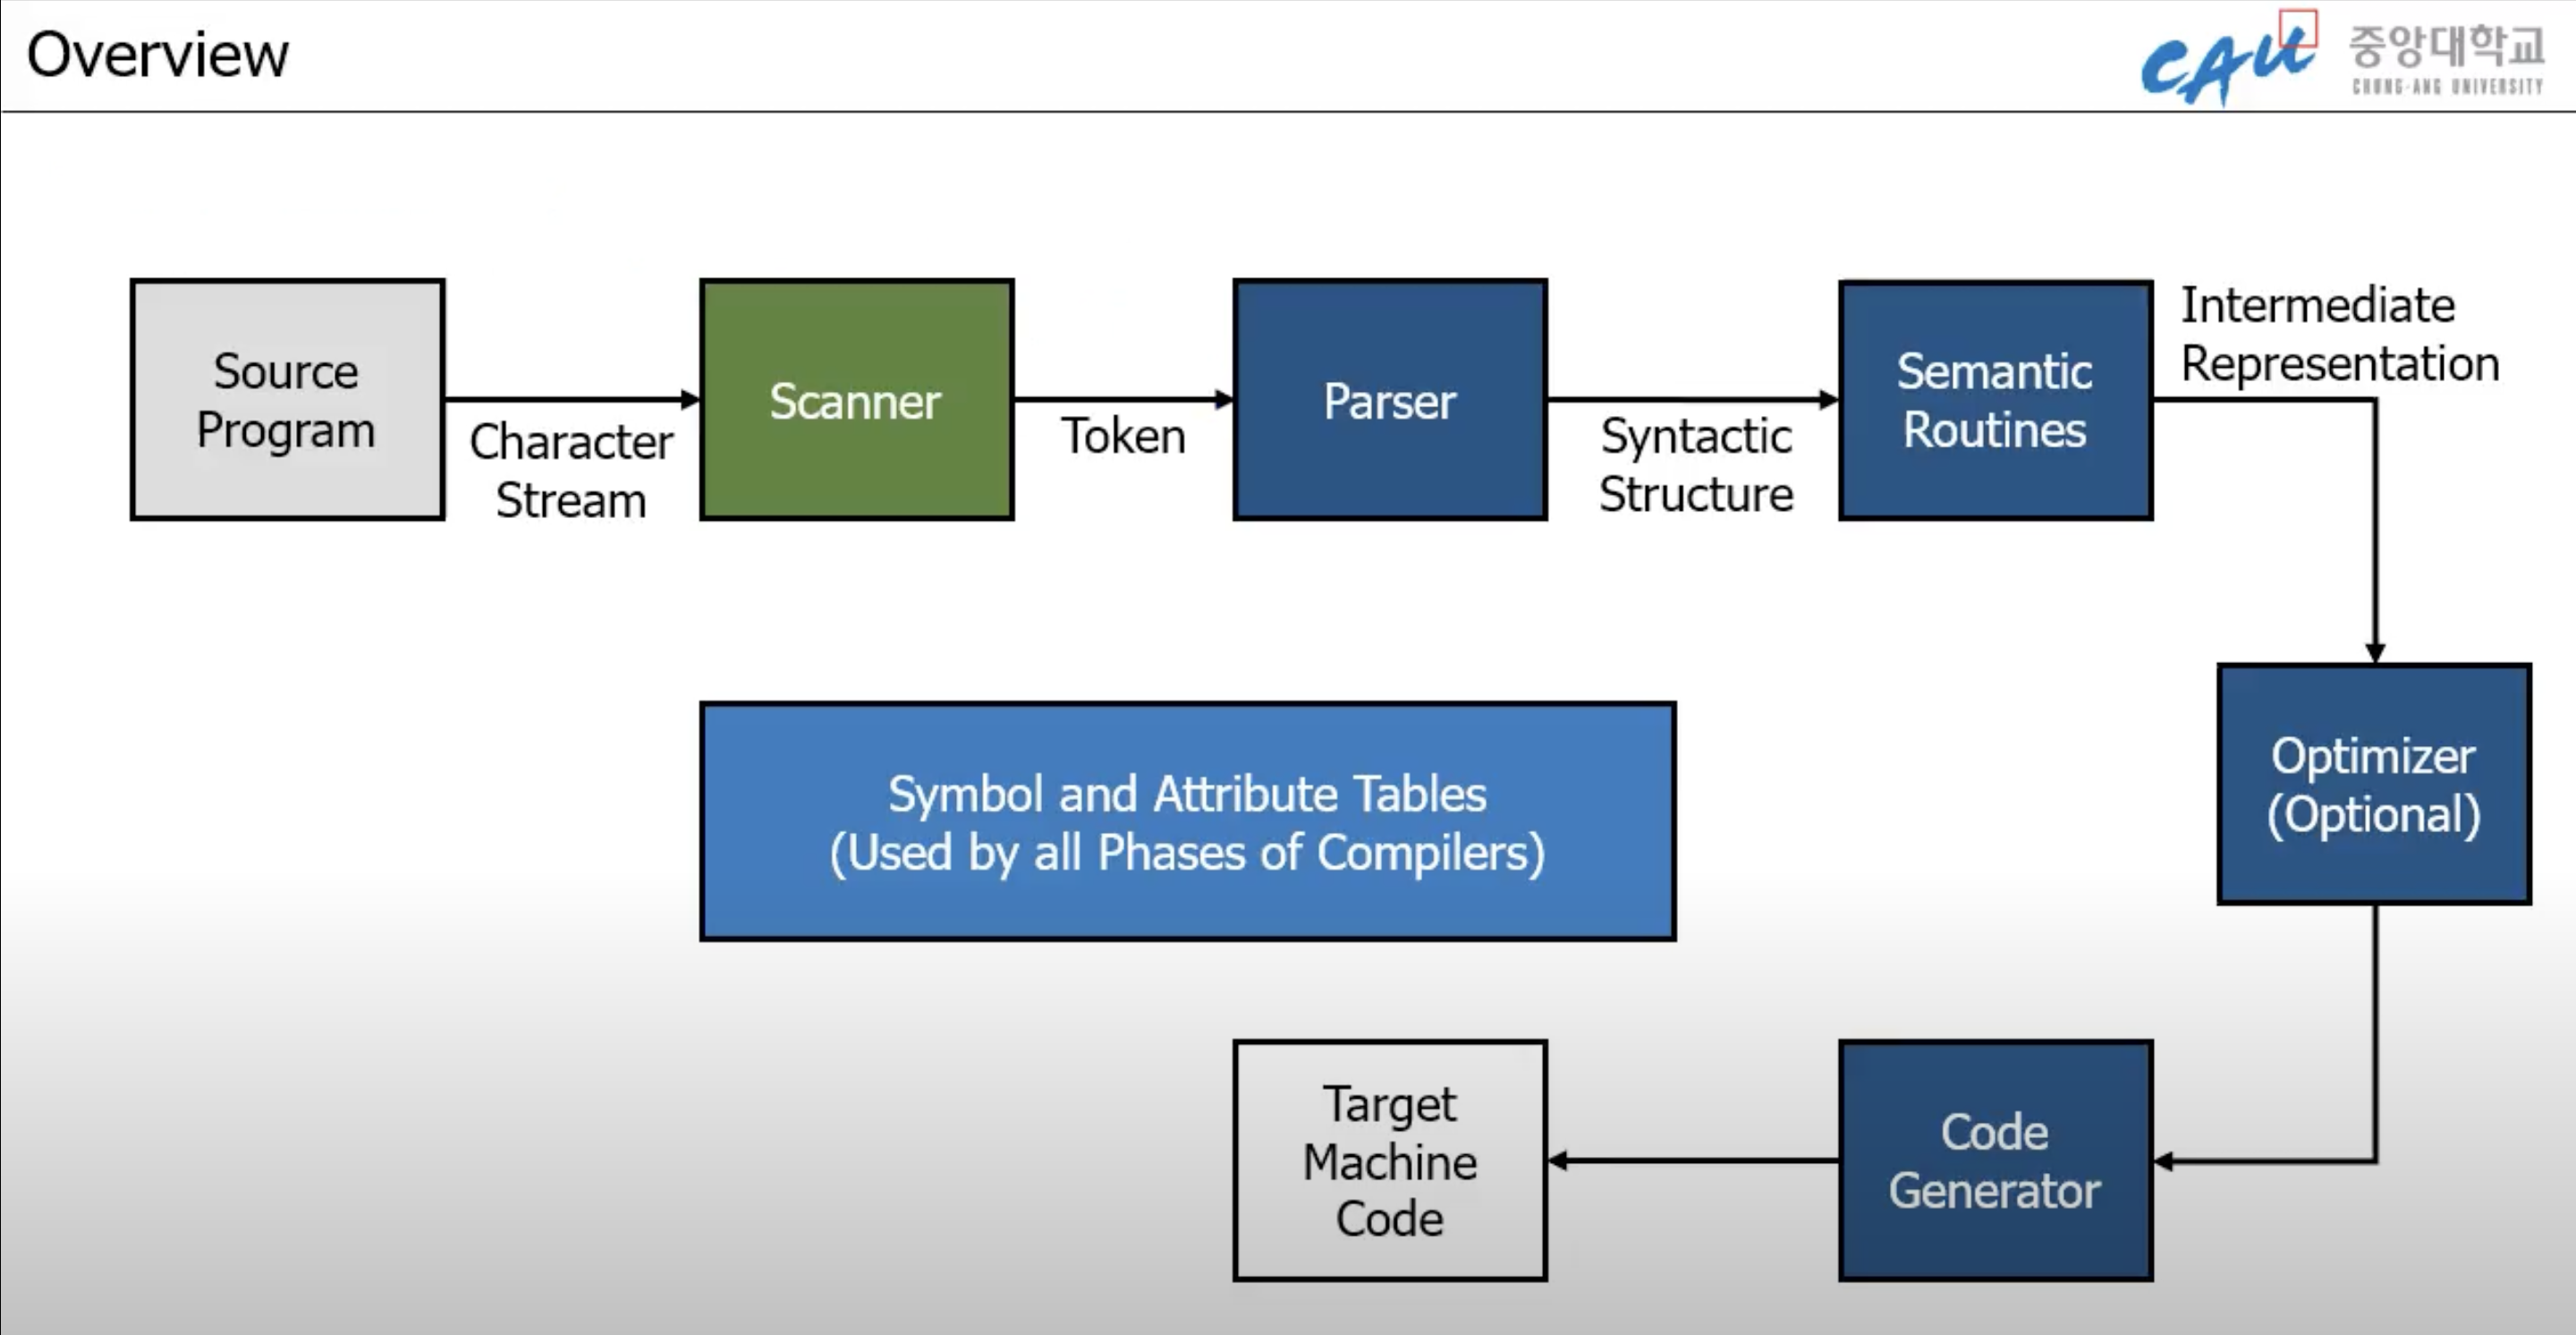 Overview
CAU
중앙대학교
CHUNG-ANG UNIVERSITY
Source
Program
Character
Stream
Scanner
Token
Parser
Syntactic
Structure
Semantic
Routines
Intermediate
Representation
Symbol and Attribute Tables
(Used by all Phases of Compilers)
Optimizer
(Optional)
Target
Machine
Code
Code
Generator